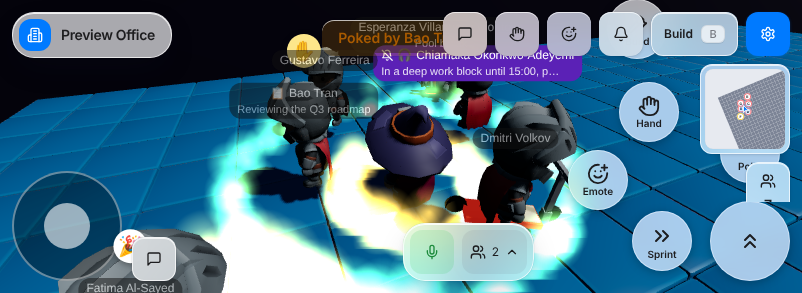 Preview Office
Esperanza Villar
Poked by Bao T
Build B
Gustavo Ferreira
Chiamaka Okonkwo-Adeyemi
In a deep work block until 15:00, p…
Bao Tran
Reviewing the Q3 roadmap
Hand
Dmitri Volkov
Emote
2
Sprint
Fatima Al-Sayed